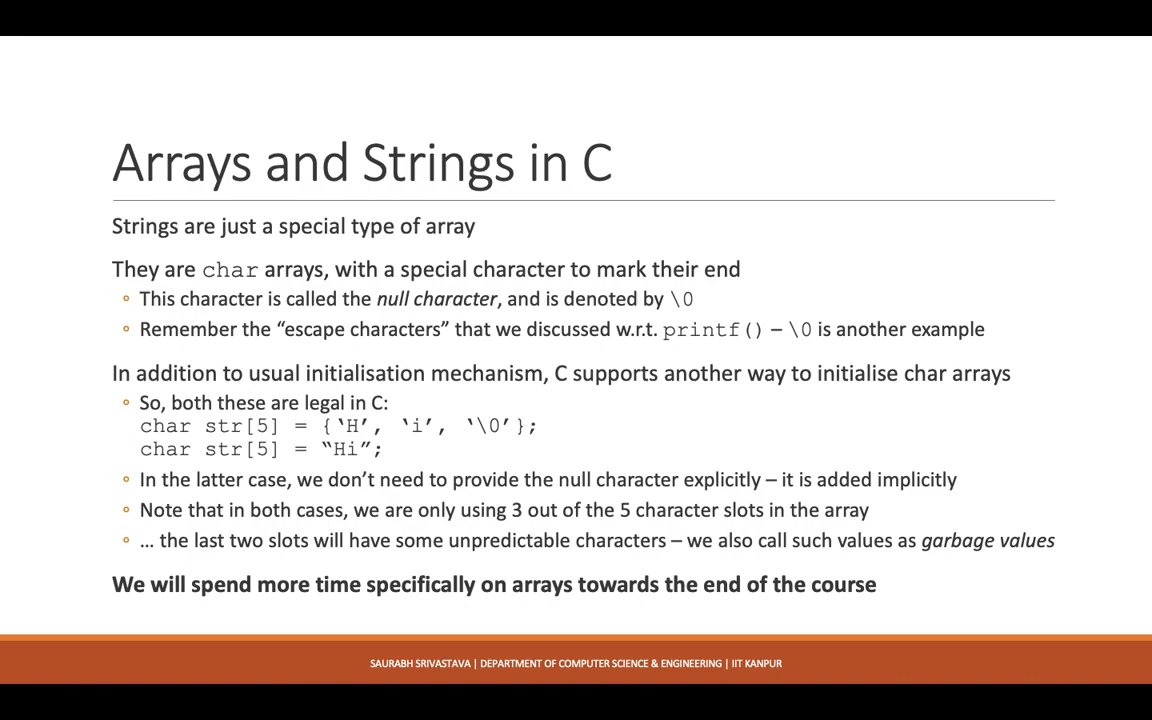 Arrays and Strings in C
Strings are just a special type of array
They are char arrays, with a special character to mark their end
◦ This character is called the null character, and is denoted by \0
◦ Remember the “escape characters” that we discussed w.r.t. printf() – \0 is another example
In addition to usual initialisation mechanism, C supports another way to initialise char arrays
◦ So, both these are legal in C:
char str[5] = {‘H’, ‘i’, ‘\0’};
char str[5] = “Hi”;
◦ In the latter case, we don’t need to provide the null character explicitly – it is added implicitly
◦ Note that in both cases, we are only using 3 out of the 5 character slots in the array
◦ … the last two slots will have some unpredictable characters – we also call such values as garbage values
We will spend more time specifically on arrays towards the end of the course
SAURABH SRIVASTAVA | DEPARTMENT OF COMPUTER SCIENCE & ENGINEERING | IIT KANPUR